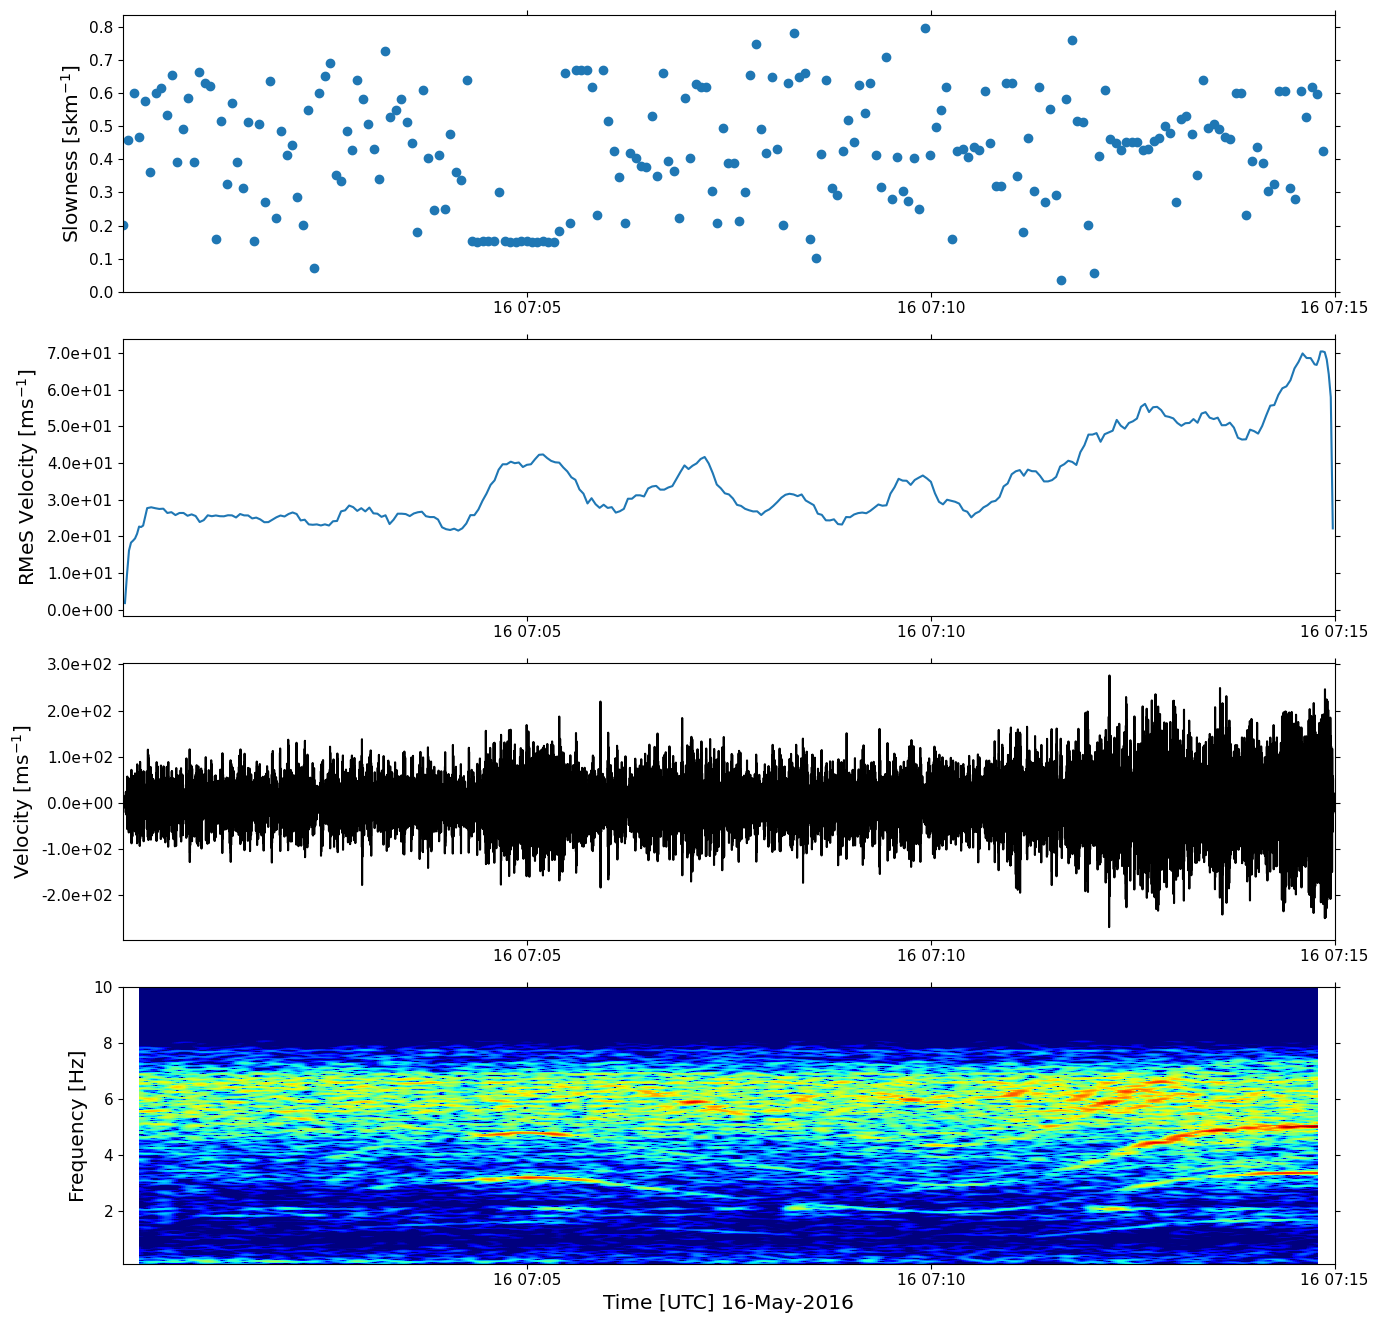 Slowness [skm⁻¹]
0.8
0.7
0.6
0.5
0.4
0.3
0.2
0.1
0.0
16 07:05 16 07:10 16 07:15
RMeS Velocity [ms⁻¹]
7.0e+01
6.0e+01
5.0e+01
4.0e+01
3.0e+01
2.0e+01
1.0e+01
0.0e+00
16 07:05 16 07:10 16 07:15
Velocity [ms⁻¹]
3.0e+02
2.0e+02
1.0e+02
0.0e+00
-1.0e+02
-2.0e+02
16 07:05 16 07:10 16 07:15
Frequency [Hz]
10
8
6
4
2
16 07:05 16 07:10 16 07:15
Time [UTC] 16-May-2016